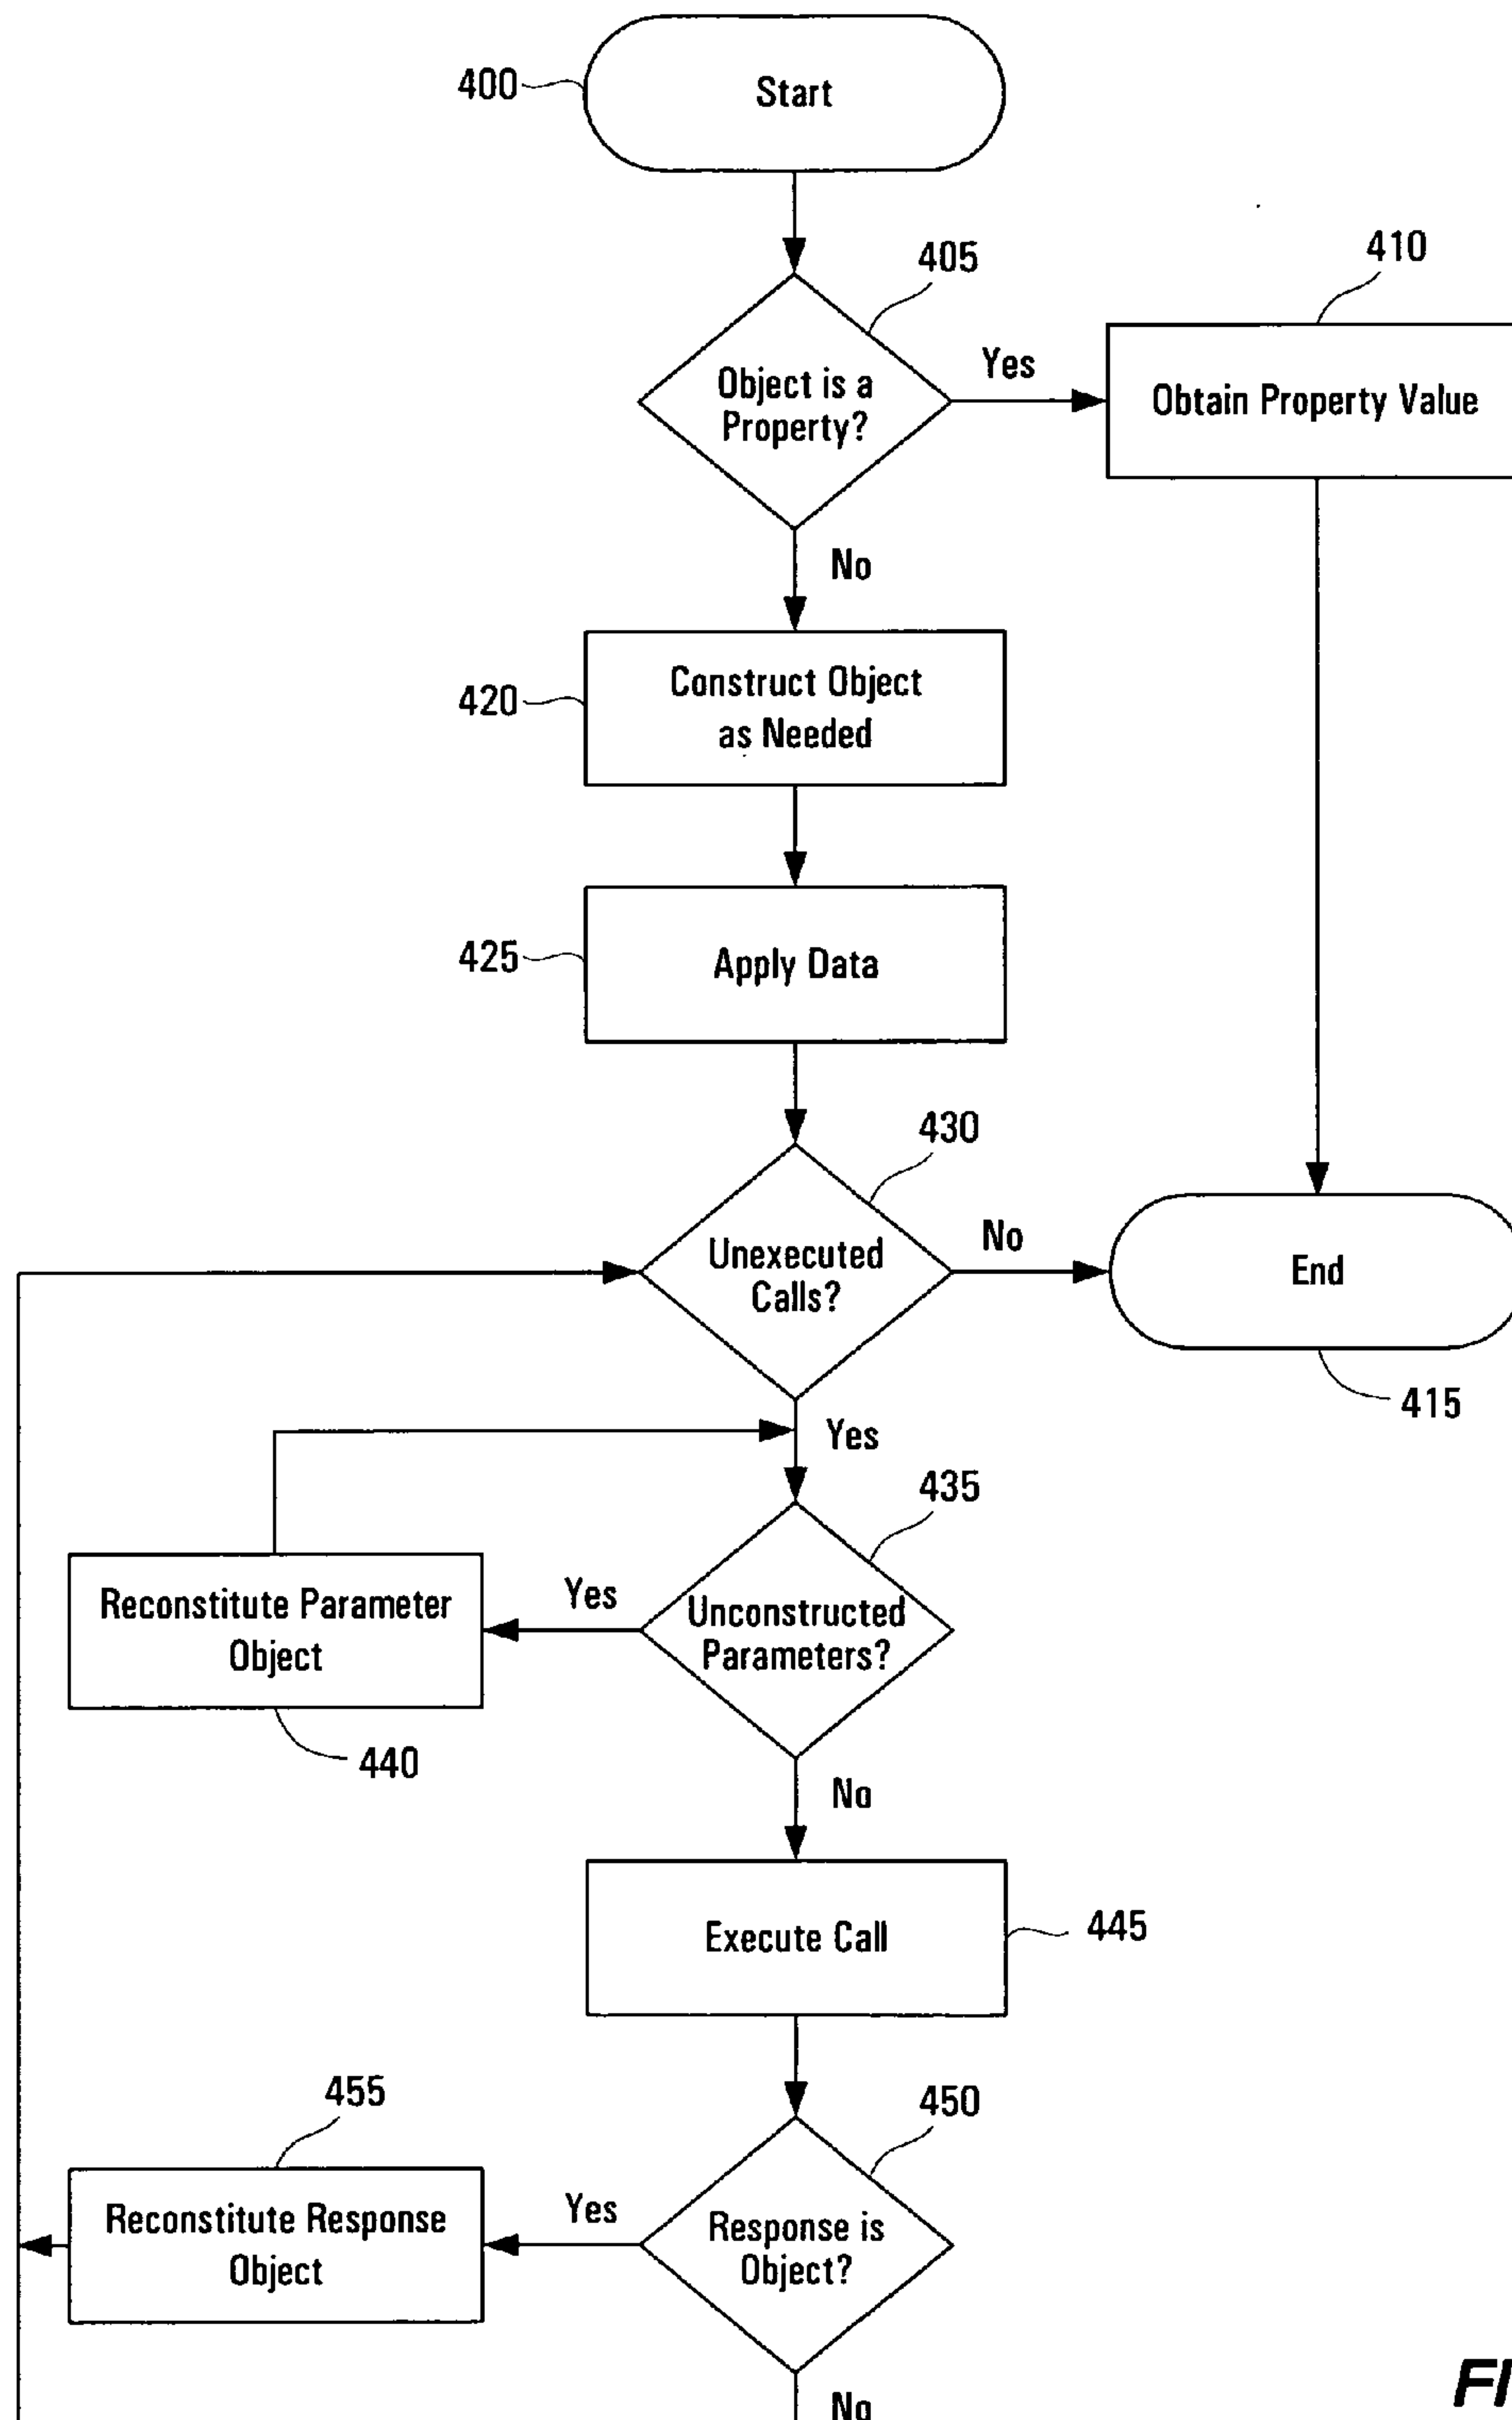 400
Start
405
410
Object is a
Property?
Yes
Obtain Property Value
No
420
Construct Object
as Needed
425
Apply Data
430
Unexecuted
Calls?
No
End
415
Yes
435
Reconstitute Parameter
Object
Yes
Unconstructed
Parameters?
440
No
Execute Call
445
455
450
Reconstitute Response
Object
Yes
Response is
Object?
No